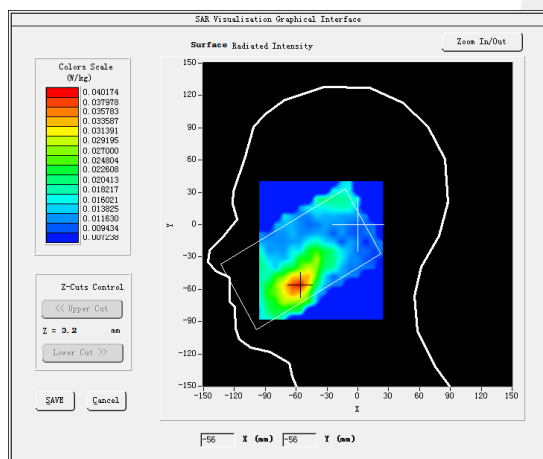 SAR Visualisation Graphical Interface
Surface Radiated Intensity
Zoom In/Out
Colors Scale
(W/kg)
0.040174
0.037978
0.035783
0.033587
0.031391
0.029195
0.027000
0.024804
0.022608
0.020413
0.018217
0.016021
0.013825
0.011630
0.009434
0.007238
Z-Cuts Control
<< Upper Cut
Z = 3.2 mm
Lower Cut >>
SAVE Cancel
150
120
90
60
30
0
-30
-60
-90
-120
-150
Y
-150 -120 -90 -60 -30 0 30 60 90 120 150
X
-56 X (mm) -56 Y (mm)